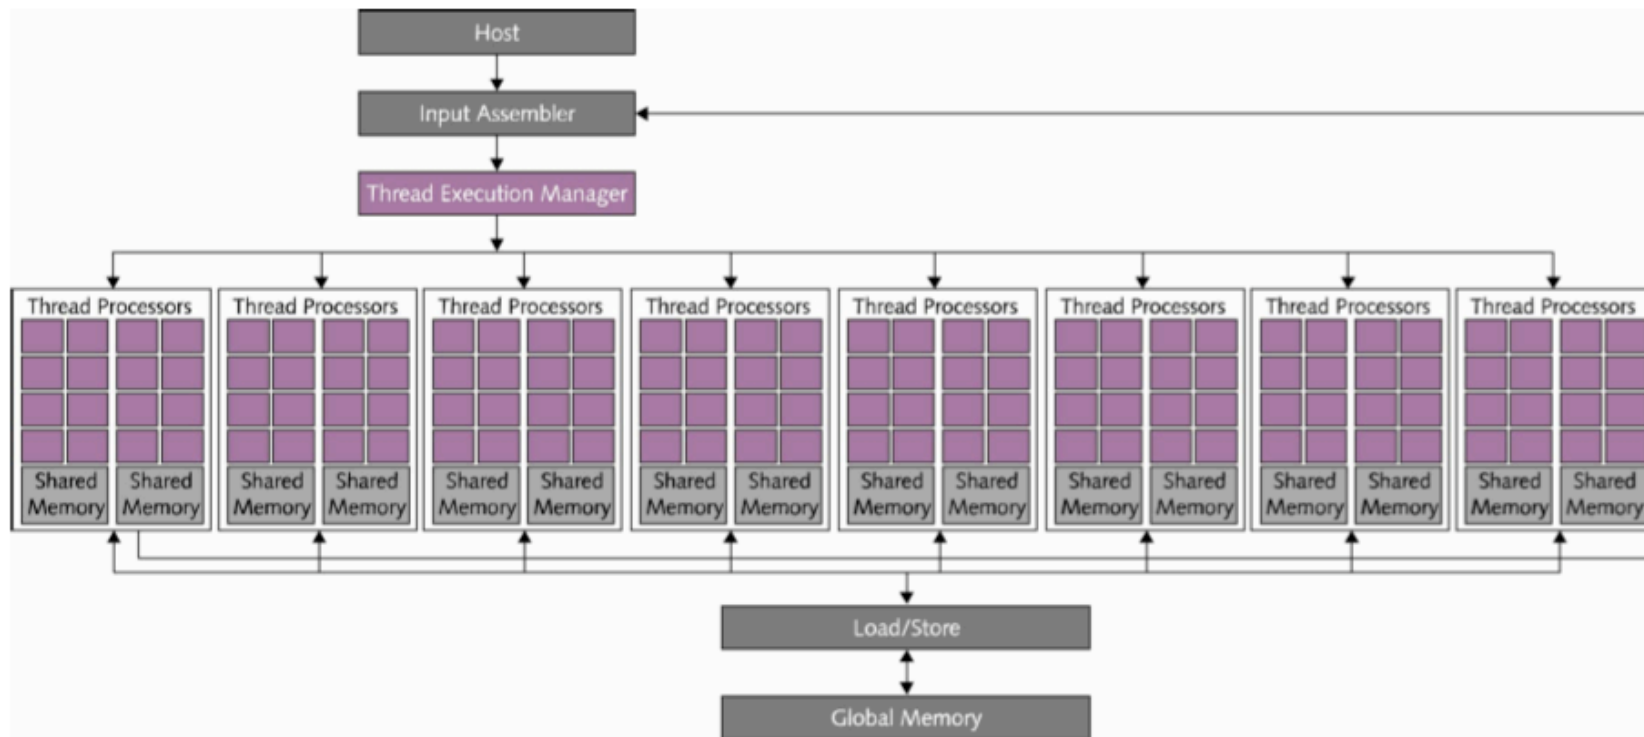 Host
Input Assembler
Thread Execution Manager
Thread Processors
Thread Processors
Thread Processors
Thread Processors
Thread Processors
Thread Processors
Thread Processors
Thread Processors
Shared
Memory
Shared
Memory
Shared
Memory
Shared
Memory
Shared
Memory
Shared
Memory
Shared
Memory
Shared
Memory
Shared
Memory
Shared
Memory
Shared
Memory
Shared
Memory
Shared
Memory
Shared
Memory
Shared
Memory
Shared
Memory
Load/Store
Global Memory